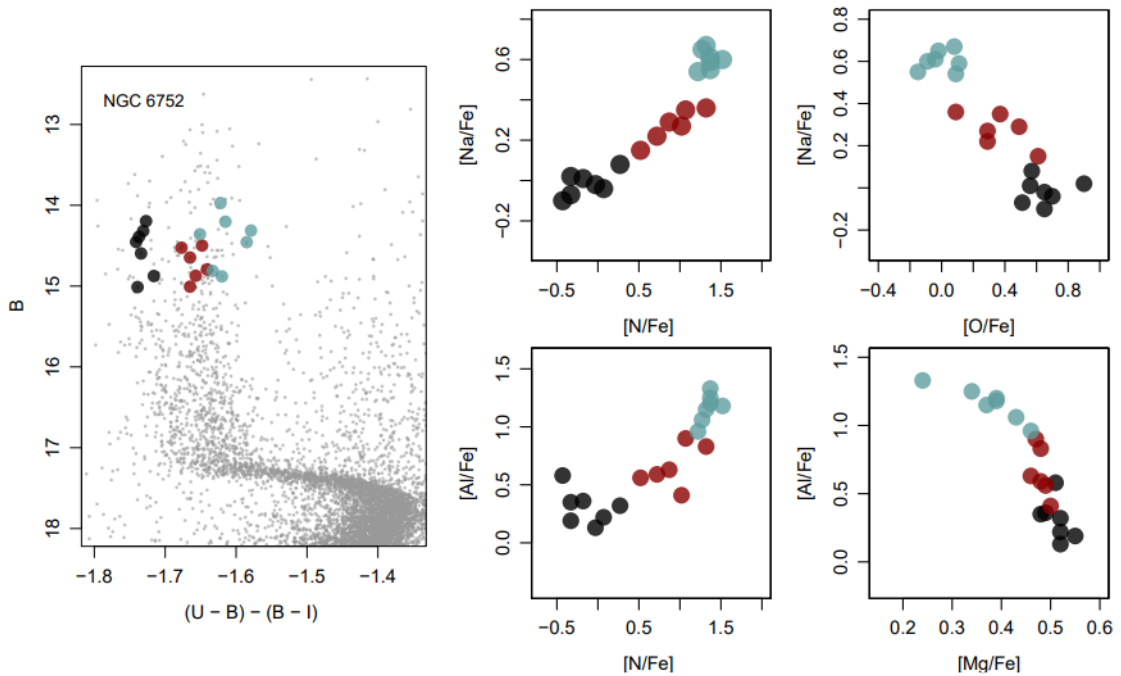 NGC 6752
B
13
14
15
16
17
18
−1.8 −1.7 −1.6 −1.5 −1.4
(U − B) − (B − I)
[Na/Fe]
0.6
0.2
−0.2
−0.5 0.5 1.5
[N/Fe]
[Na/Fe]
0.8
0.6
0.4
0.2
−0.2
−0.4 0.0 0.4 0.8
[O/Fe]
[Al/Fe]
1.5
1.0
0.5
0.0
−0.5 0.5 1.5
[N/Fe]
[Al/Fe]
1.5
1.0
0.5
0.0
0.2 0.3 0.4 0.5 0.6
[Mg/Fe]